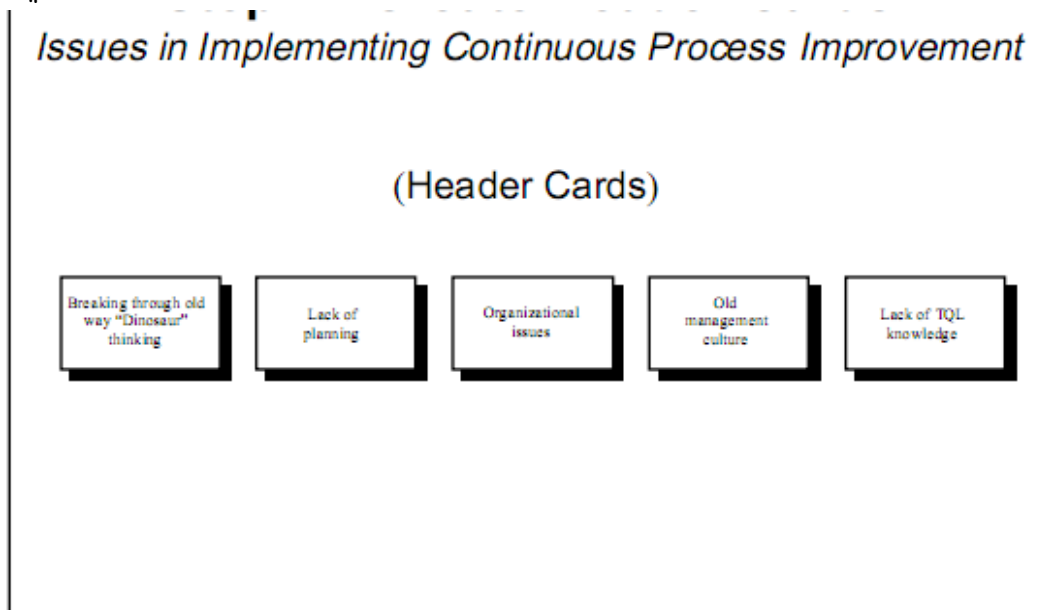 Issues in Implementing Continuous Process Improvement
(Header Cards)
Breaking through old
way “Dinosaur”
thinking
Lack of
planning
Organizational
issues
Old
management
culture
Lack of TQL
knowledge